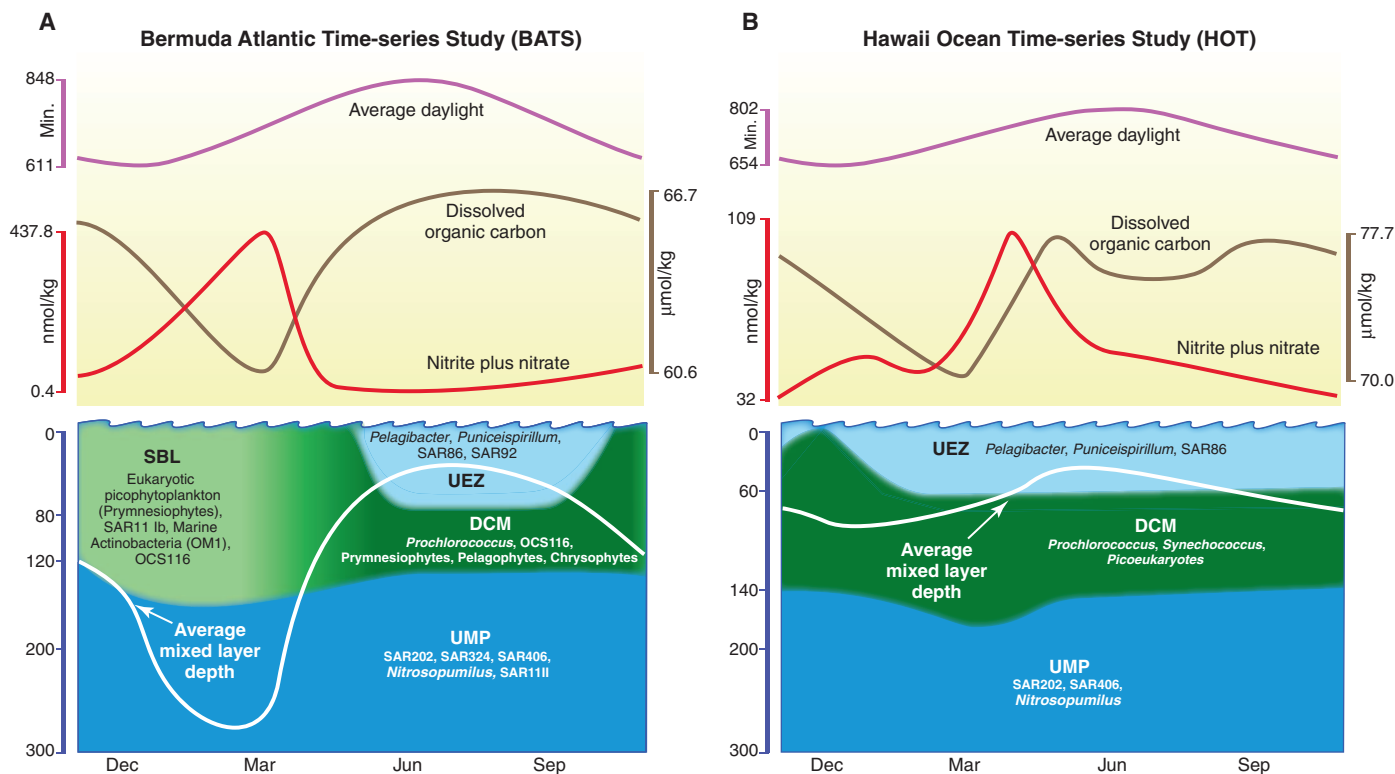 A
Bermuda Atlantic Time-series Study (BATS)
848
Min.
611
Average daylight
437.8
nmol/kg
0.4
Dissolved
organic carbon
66.7
μmol/kg
60.6
Nitrite plus nitrate
0
80
120
200
300
SBL
Eukaryotic
picophytoplankton
(Prymnesiophytes),
SAR11 Ib, Marine
Actinobacteria (OM1),
OCS116
Pelagibacter, Puniceispirillum,
SAR86, SAR92
UEZ
DCM
Prochlorococcus, OCS116,
Prymnesiophytes, Pelagophytes, Chrysophytes
Average
mixed layer
depth
UMP
SAR202, SAR324, SAR406,
Nitrosopumilus, SAR11II
Dec Mar Jun Sep
B
Hawaii Ocean Time-series Study (HOT)
802
Min.
654
Average daylight
109
nmol/kg
32
Dissolved
organic carbon
77.7
μmol/kg
70.0
Nitrite plus nitrate
0
60
140
200
300
UEZ Pelagibacter, Puniceispirillum, SAR86
Average
mixed layer
depth
DCM
Prochlorococcus, Synechococcus,
Picoeukaryotes
UMP
SAR202, SAR406,
Nitrosopumilus
Dec Mar Jun Sep